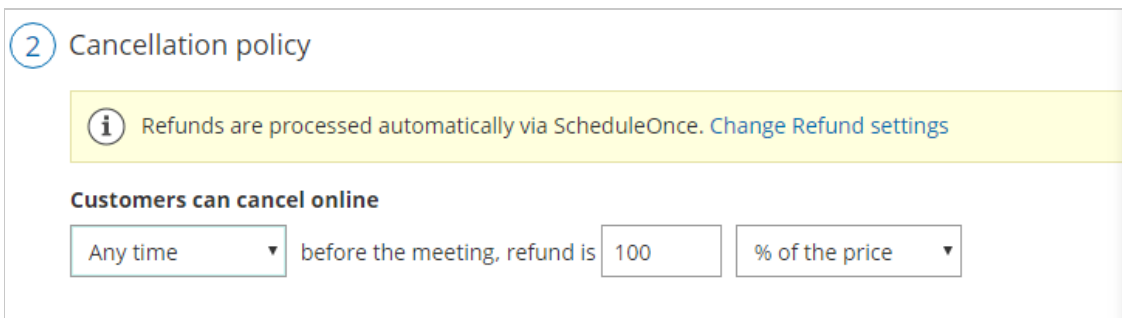 2 Cancellation policy
i Refunds are processed automatically via ScheduleOnce. Change Refund settings
Customers can cancel online
Any time before the meeting, refund is 100 % of the price